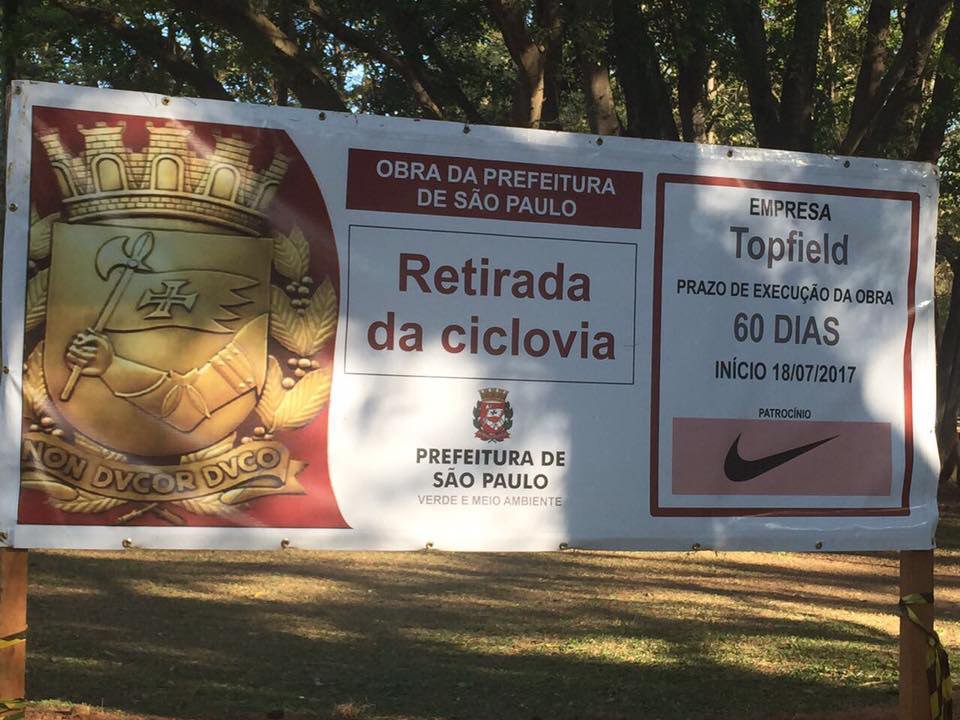 NON DVCOR DVCO
OBRA DA PREFEITURA
DE SÃO PAULO
Retirada
da ciclovia
PREFEITURA DE
SÃO PAULO
VERDE E MEIO AMBIENTE
EMPRESA
Topfield
PRAZO DE EXECUÇÃO DA OBRA
60 DIAS
INÍCIO 18/07/2017
PATROCÍNIO